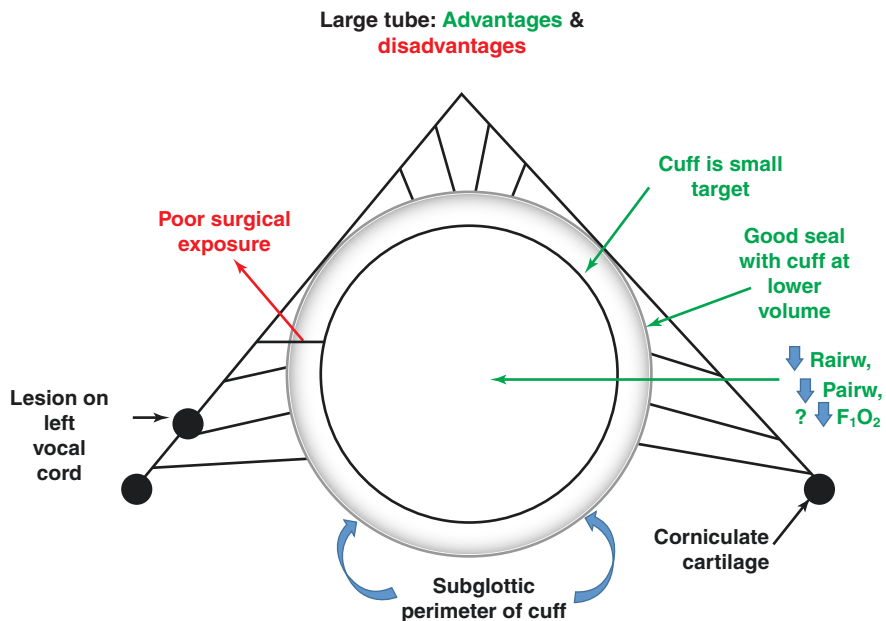 Large tube: Advantages &
disadvantages
Cuff is small
target
Poor surgical
exposure
Good seal
with cuff at
lower
volume
Rairw,
Pairw,
? F₁O₂
Lesion on
left
vocal
cord
Corniculate
cartilage
Subglottic
perimeter of cuff